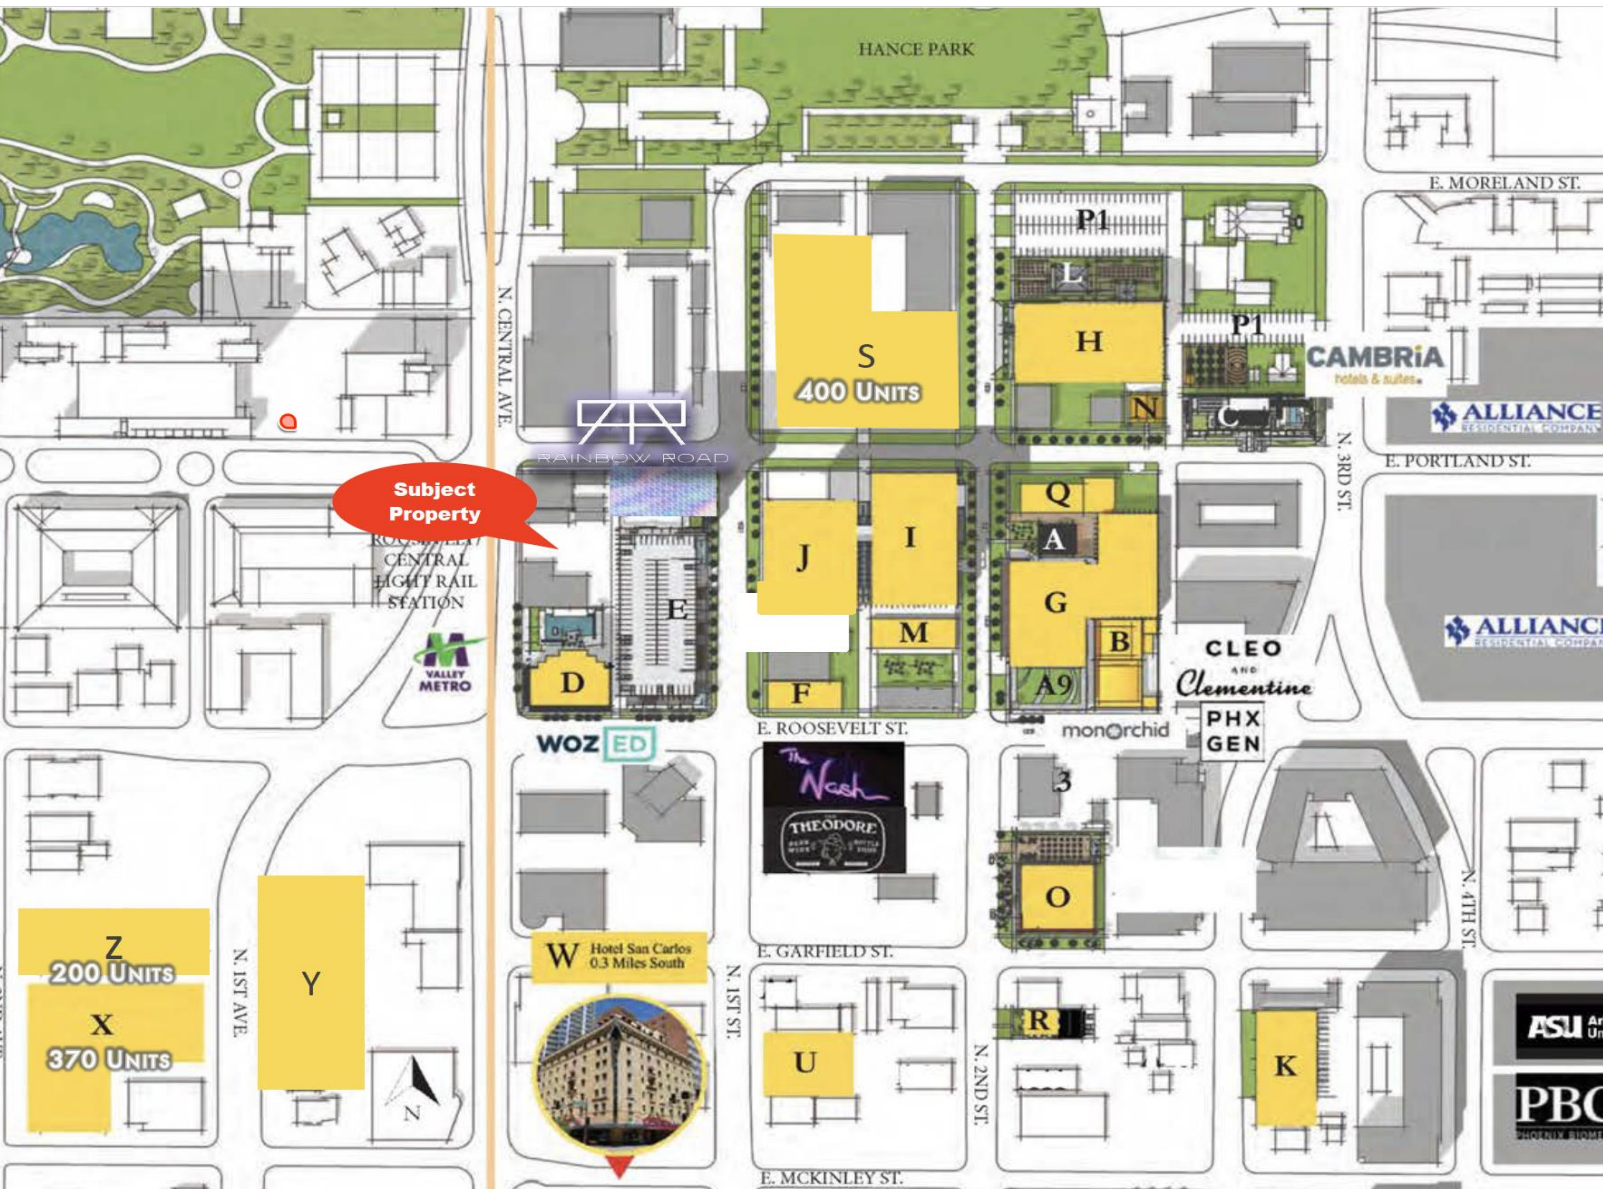 HANCE PARK
E. MORELAND ST.
P1
L
N. CENTRAL AVE.
P1
H
S
400 UNITS
CAMBRiA
hotels & suites.
N
C
ALLIANCE
RESIDENTIAL COMPANY
RAINBOW ROAD
N. 3RD ST.
E. PORTLAND ST.
Subject
Property
Q
J
I
A
CENTRAL
LIGHT RAIL
STATION
E
G
M
B
ALLIANC
RESIDENTIAL COMPA
VALLEY
METRO
D
F
A9
CLEO
AND
Clementine
PHX
GEN
E. ROOSEVELT ST.
monorchid
WOZ ED
The
Nash
3
THE
THEODORE
O
N. 4TH ST.
Z
200 UNITS
X
370 UNITS
N. 1ST AVE.
Y
W
Hotel San Carlos
0.3 Miles South
E. GARFIELD ST.
N. 1ST ST.
N
U
N. 2ND ST.
R
K
ASU
PBC
E. MCKINLEY ST.